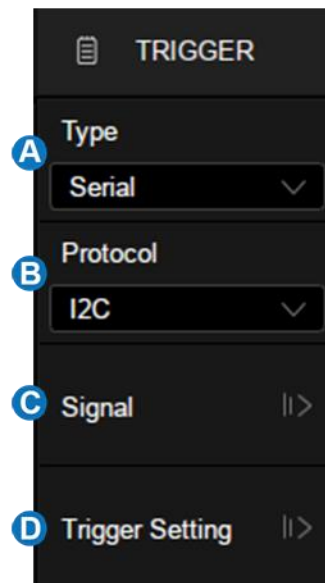 TRIGGER
A
Type
Serial
B
Protocol
I2C
C
Signal
D
Trigger Setting